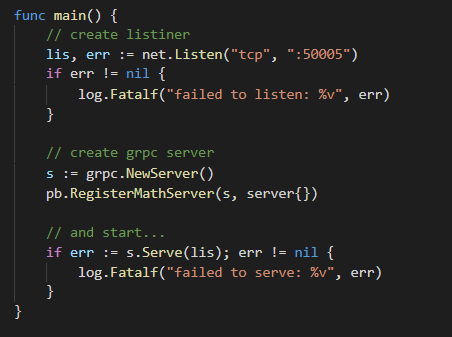 func main() {
    // create listiner
    lis, err := net.Listen("tcp", ":50005")
    if err != nil {
        log.Fatalf("failed to listen: %v", err)
    }

    // create grpc server
    s := grpc.NewServer()
    pb.RegisterMathServer(s, server{})

    // and start...
    if err := s.Serve(lis); err != nil {
        log.Fatalf("failed to serve: %v", err)
    }
}